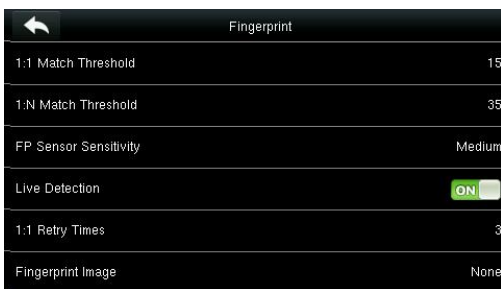 Fingerprint
1:1 Match Threshold 15
1:N Match Threshold 35
FP Sensor Sensitivity Medium
Live Detection ON
1:1 Retry Times 3
Fingerprint Image None